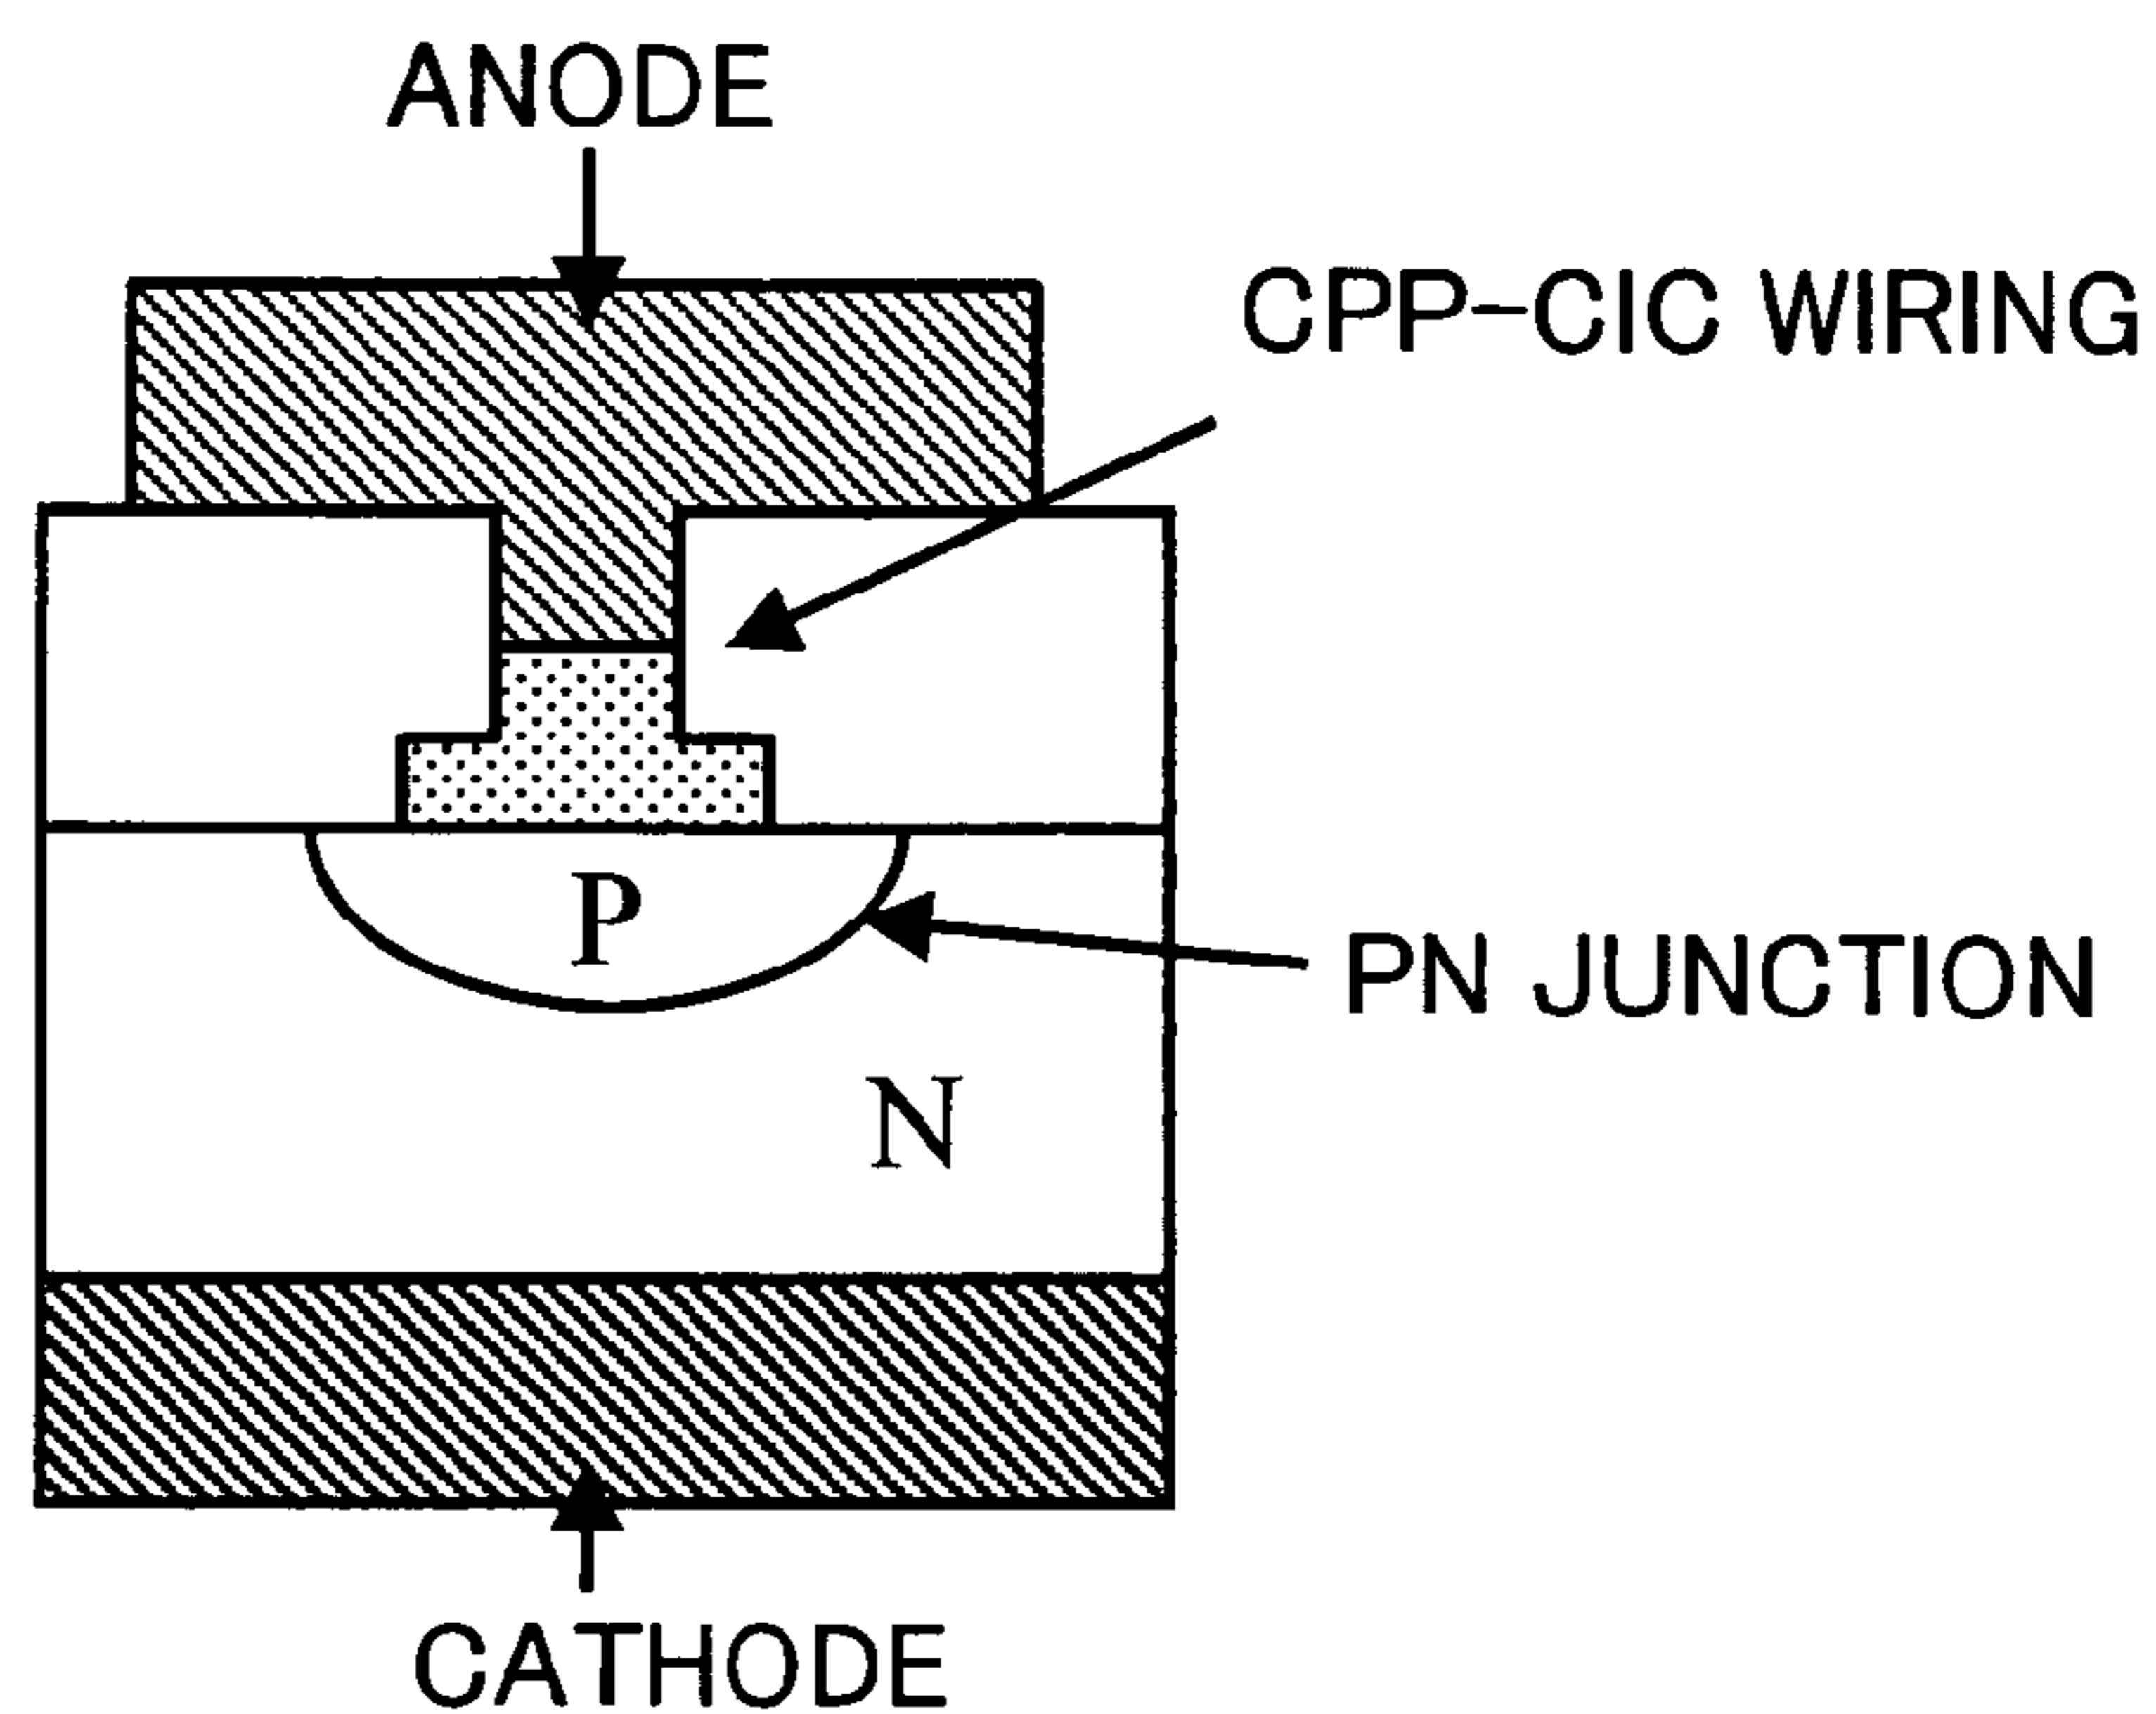 ANODE
CPP-CIC WIRING
P
PN JUNCTION
N
CATHODE